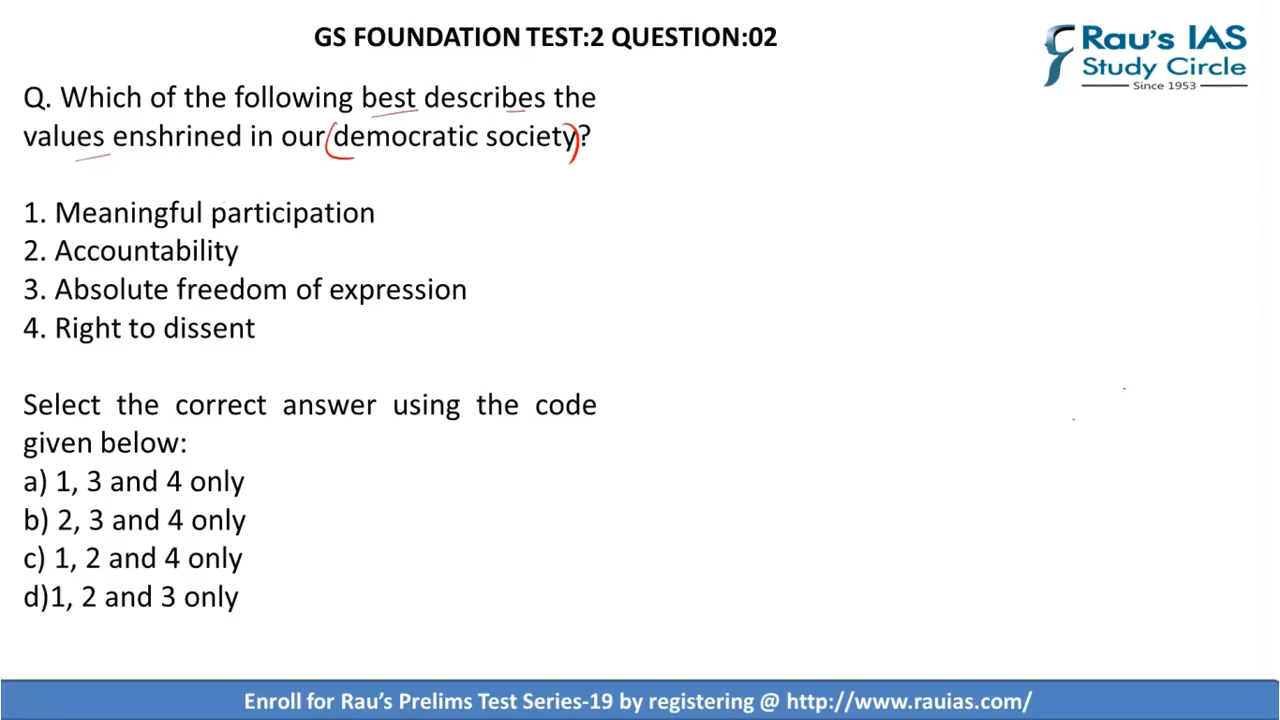 GS FOUNDATION TEST:2 QUESTION:02
Rau's IAS
Study Circle
Since 1953
Q. Which of the following best describes the
values enshrined in our democratic society?
1. Meaningful participation
2. Accountability
3. Absolute freedom of expression
4. Right to dissent
Select the correct answer using the code
given below:
a) 1, 3 and 4 only
b) 2, 3 and 4 only
c) 1, 2 and 4 only
d)1, 2 and 3 only
Enroll for Rau's Prelims Test Series-19 by registering @ http://www.rauias.com/